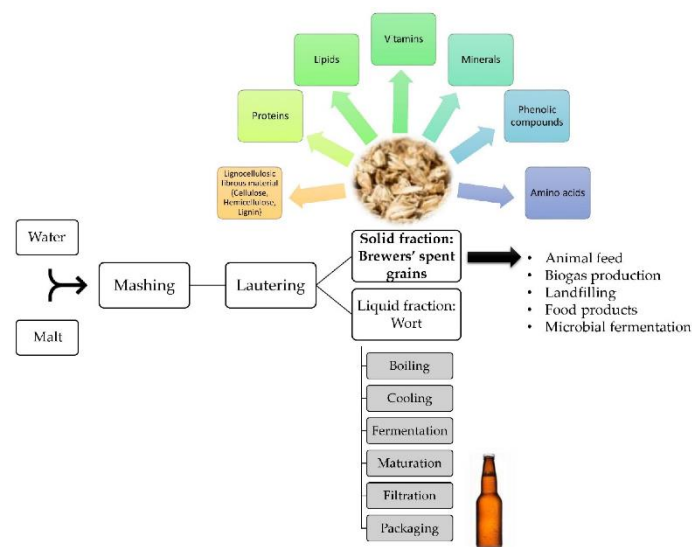 V tamins
Lipids
Minerals
Proteins
Phenolic
compounds
Lignocellulosic
fibrous material
(Cellulose,
Hemicellulose,
Lignin)
Amino acids
Water
Malt
Mashing
Lautering
Solid fraction:
Brewers' spent
grains
Liquid fraction:
Wort
• Animal feed
• Biogas production
• Landfilling
• Food products
• Microbial fermentation
Boiling
Cooling
Fermentation
Maturation
Filtration
Packaging